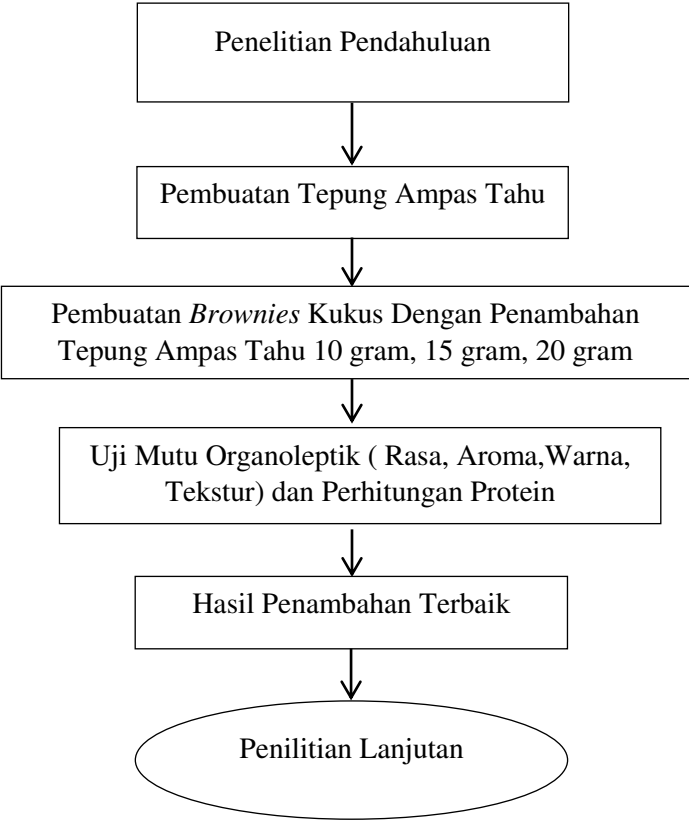 Penelitian Pendahuluan
Pembuatan Tepung Ampas Tahu
Pembuatan Brownies Kukus Dengan Penambahan
Tepung Ampas Tahu 10 gram, 15 gram, 20 gram
Uji Mutu Organoleptik ( Rasa, Aroma,Warna,
Tekstur) dan Perhitungan Protein
Hasil Penambahan Terbaik
Penilitian Lanjutan